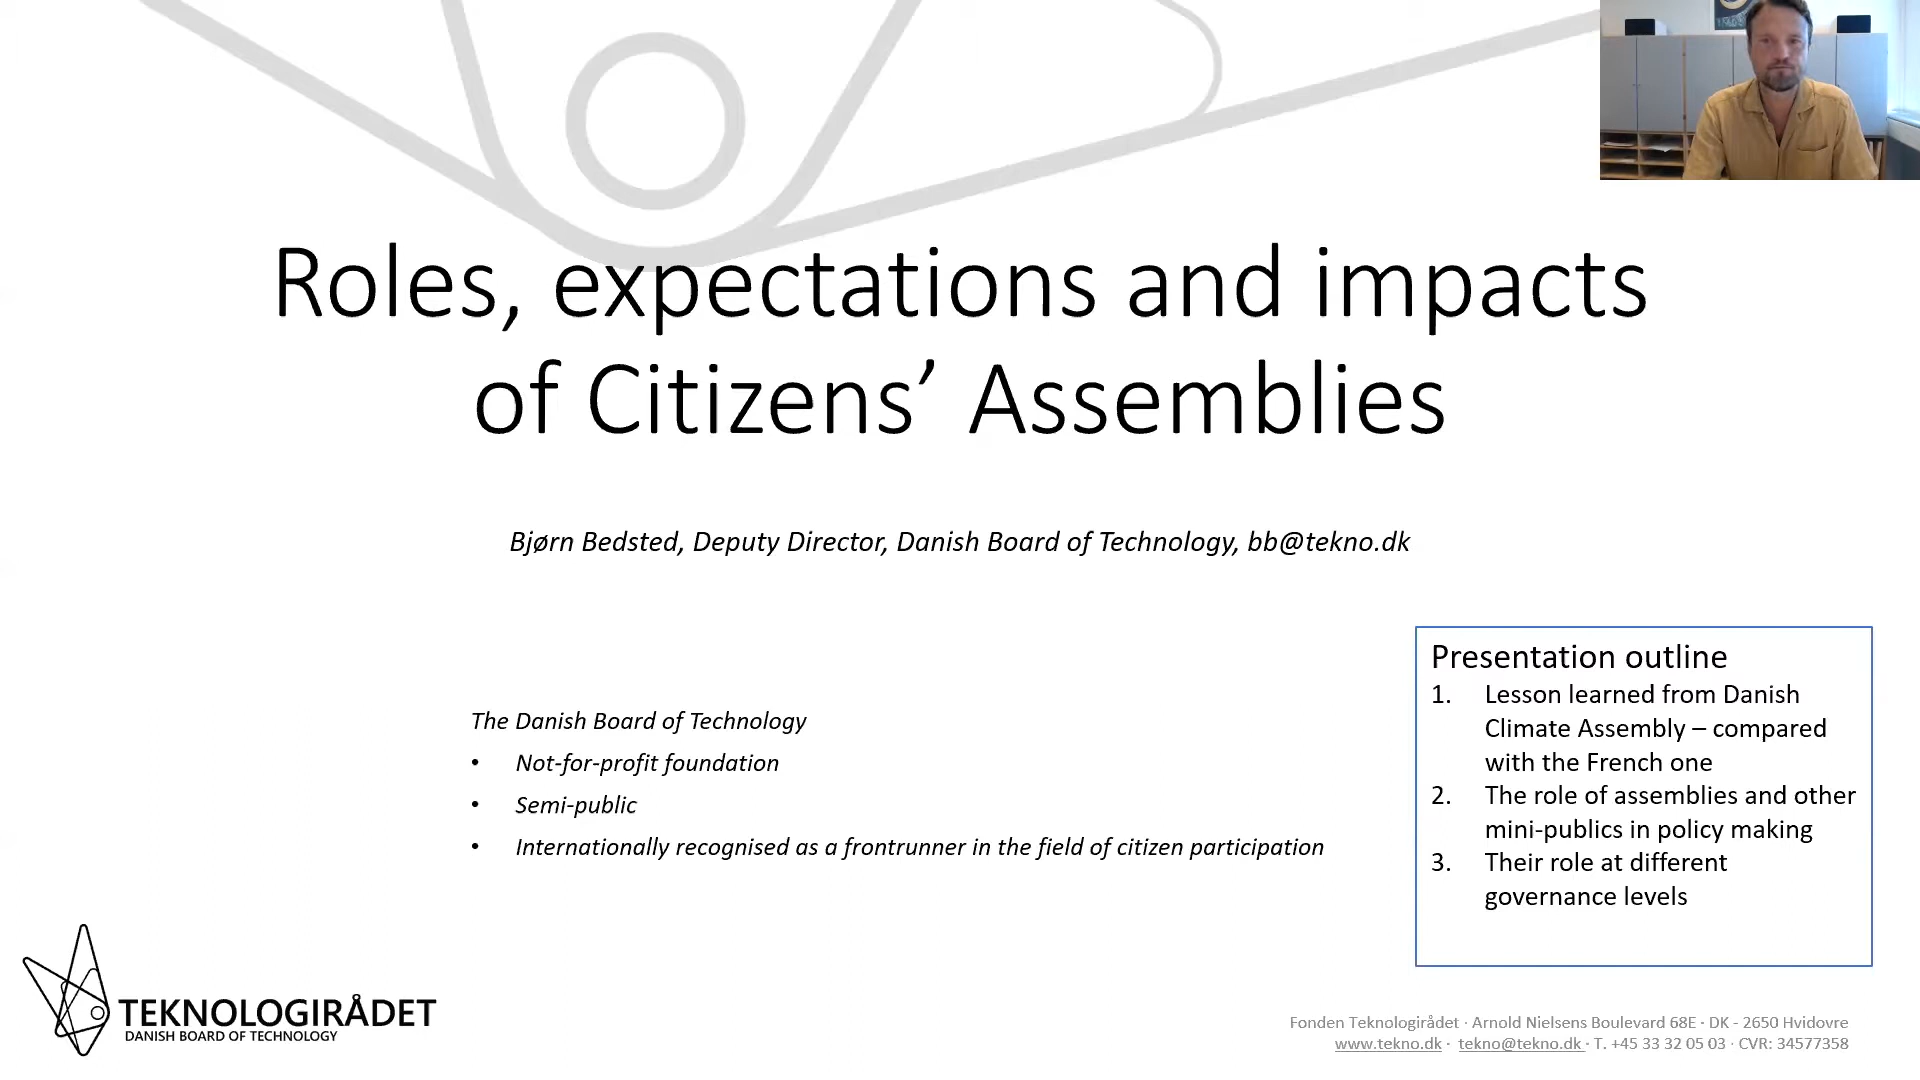 Roles, expectations and impacts
of Citizens’ Assemblies
Bjørn Bedsted, Deputy Director, Danish Board of Technology, bb@tekno.dk
The Danish Board of Technology
• Not-for-profit foundation
• Semi-public
• Internationally recognised as a frontrunner in the field of citizen participation
Presentation outline
1. Lesson learned from Danish
Climate Assembly – compared
with the French one
2. The role of assemblies and other
mini-publics in policy making
3. Their role at different
governance levels
TEKNOLOGIRÅDET
DANISH BOARD OF TECHNOLOGY
Fonden Teknologirådet · Arnold Nielsens Boulevard 68E · DK - 2650 Hvidovre
www.tekno.dk · tekno@tekno.dk · T. +45 33 32 05 03 · CVR: 34577358